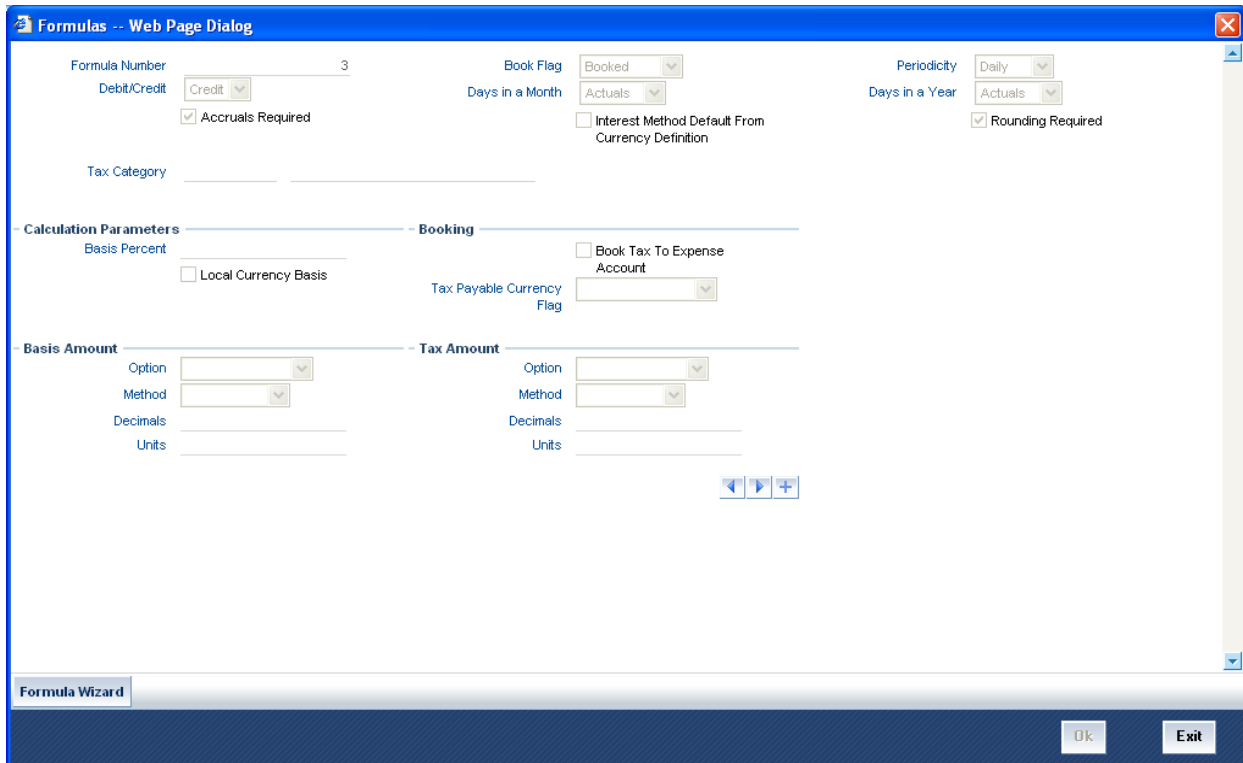 Formulas -- Web Page Dialog
Formula Number 3 Book Flag Booked Periodicity Daily
Debit/Credit Credit Days in a Month Actuals Days in a Year Actuals
Accruals Required Interest Method Default From Rounding Required
Currency Definition
Tax Category
Calculation Parameters Booking
Basis Percent Book Tax To Expense
Account
Local Currency Basis
Tax Payable Currency
Flag
Basis Amount Tax Amount
Option Option
Method Method
Decimals Decimals
Units Units
Formula Wizard
Ok Exit